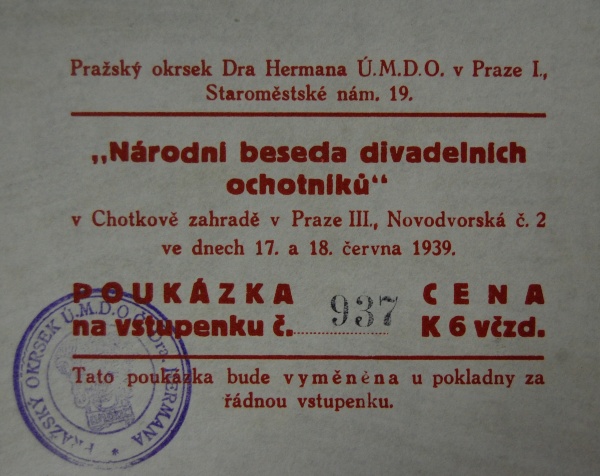 Pražský okrsek Dra Hermana Ú.M.D.O. v Praze I.,
Staroměstské nám. 19.
„Národní beseda divadelních
ochotníků“
v Chotkově zahradě v Praze III., Novodvorská č. 2
ve dnech 17. a 18. června 1939.
POUKÁZKA CENA
na vstupenku č. 937 K 6 včzd.
Tato poukázka bude vyměněna u pokladny za
řádnou vstupenku.
PRAŽSKÝ OKRSEK Ú.M.D.O.Č. Dra. HERMANA